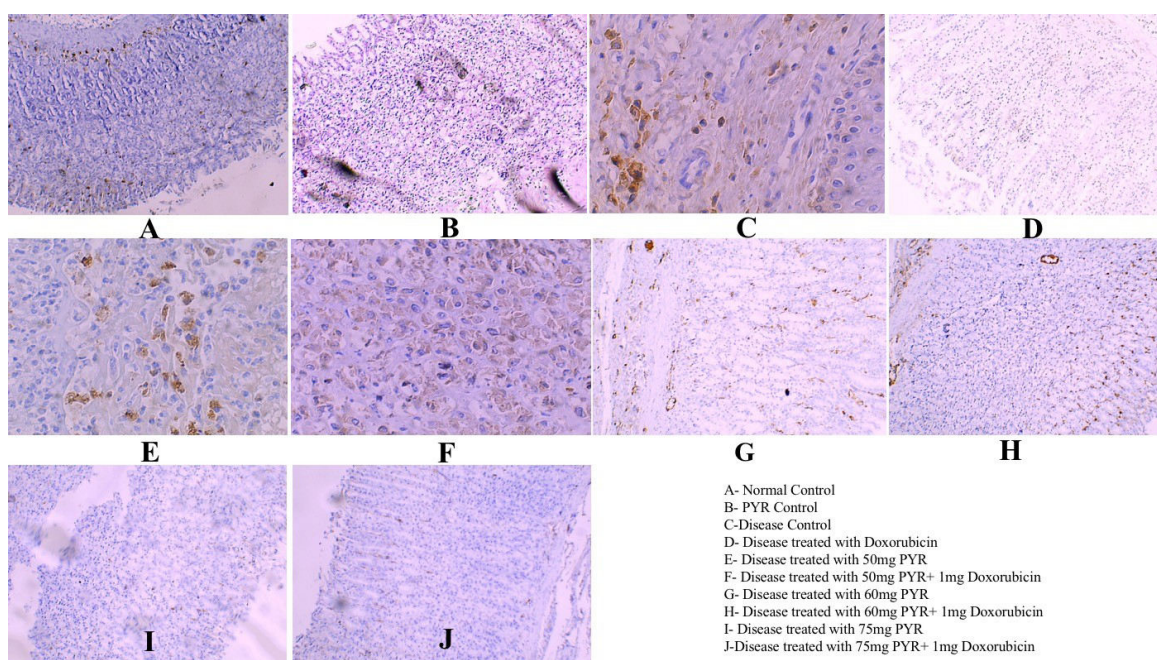 A
B
C
D
E
F
G
H
I
J
A- Normal Control
B- PYR Control
C-Disease Control
D- Disease treated with Doxorubicin
E- Disease treated with 50mg PYR
F- Disease treated with 50mg PYR+ 1mg Doxorubicin
G- Disease treated with 60mg PYR
H- Disease treated with 60mg PYR+ 1mg Doxorubicin
I- Disease treated with 75mg PYR
J-Disease treated with 75mg PYR+ 1mg Doxorubicin